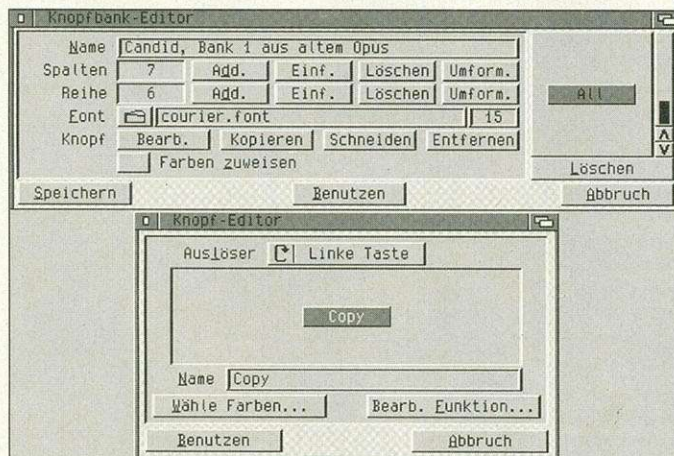 Knopfbank-Editor
Name Candid, Bank 1 aus altem Opus
Spalten 7 Add. Einf. Löschen Umform.
Reihe 6 Add. Einf. Löschen Umform.
Font courier.font 15
Knopf Bearb. Kopieren Schneiden Entfernen
Farben zuweisen
All
Löschen
Speichern Benutzen Abbruch
Knopf-Editor
Auslöser Linke Taste
Copy
Name Copy
Wähle Farben... Bearb. Funktion...
Benutzen Abbruch